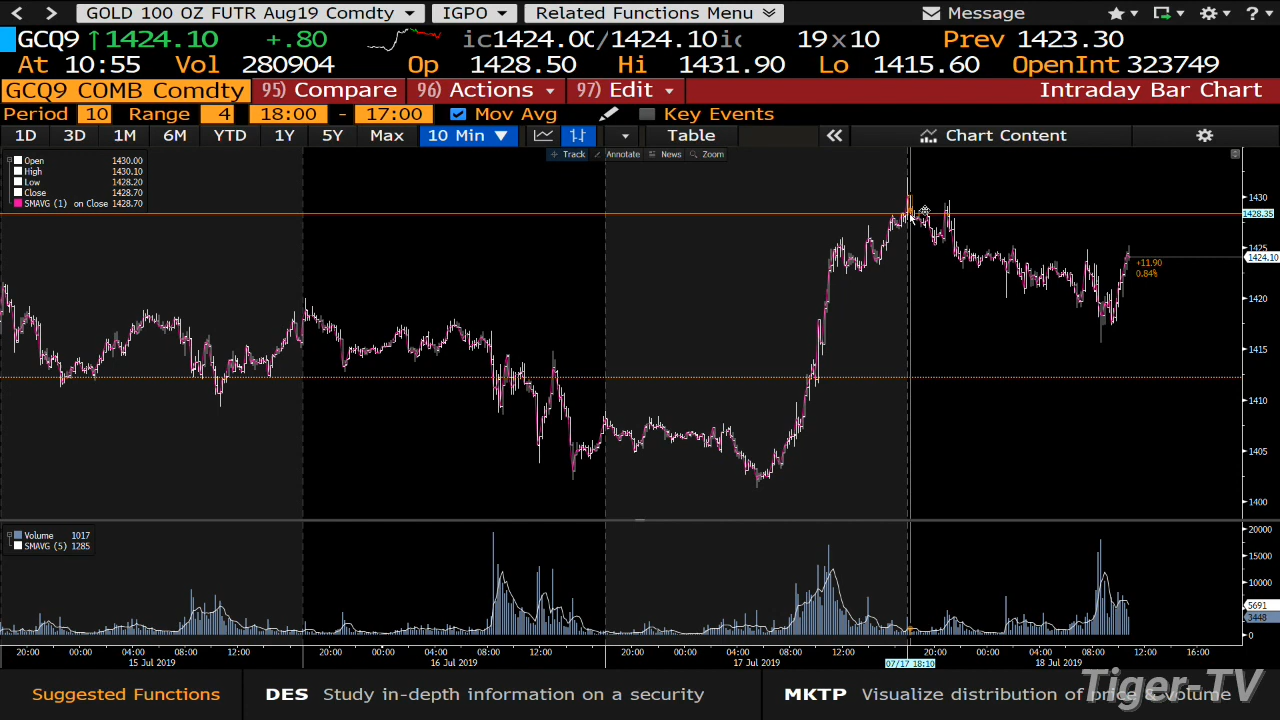 GOLD 100 OZ FUTR Aug19 Comdty IGPO Related Functions Menu Message
GCQ9 ↑1424.10 +.80 ic1424.00/1424.10ic 19x10 Prev 1423.30
At 10:55 Vol 280904 Op 1428.50 Hi 1431.90 Lo 1415.60 OpenInt 323749
GCQ9 COMB Comdty 95) Compare 96) Actions 97) Edit Intraday Bar Chart
Period 10 Range 4 18:00 - 17:00 Mov Avg Key Events
1D 3D 1M 6M YTD 1Y 5Y Max 10 Min Table Chart Content
Track Annotate News Zoom
Open 1430.00
High 1430.10
Low 1428.20
Close 1428.70
SMAVG (1) on Close 1428.70
1430
1428.35
1425
1424.10
+11.90
0.84%
1420
1415
1410
1405
1400
Volume 1017
SMAVG (5) 1285
20000
15000
10000
5691
3448
0
20:00 00:00 04:00 08:00 12:00 20:00 00:00 04:00 08:00 12:00 20:00 00:00 04:00 08:00 12:00 20:00 00:00 04:00 08:00 12:00 16:00
15 Jul 2019 16 Jul 2019 17 Jul 2019 07/17 18:10 18 Jul 2019
Suggested Functions DES Study in-depth information on a security MKTP Visualize distribution of price & volume
Tiger-TV